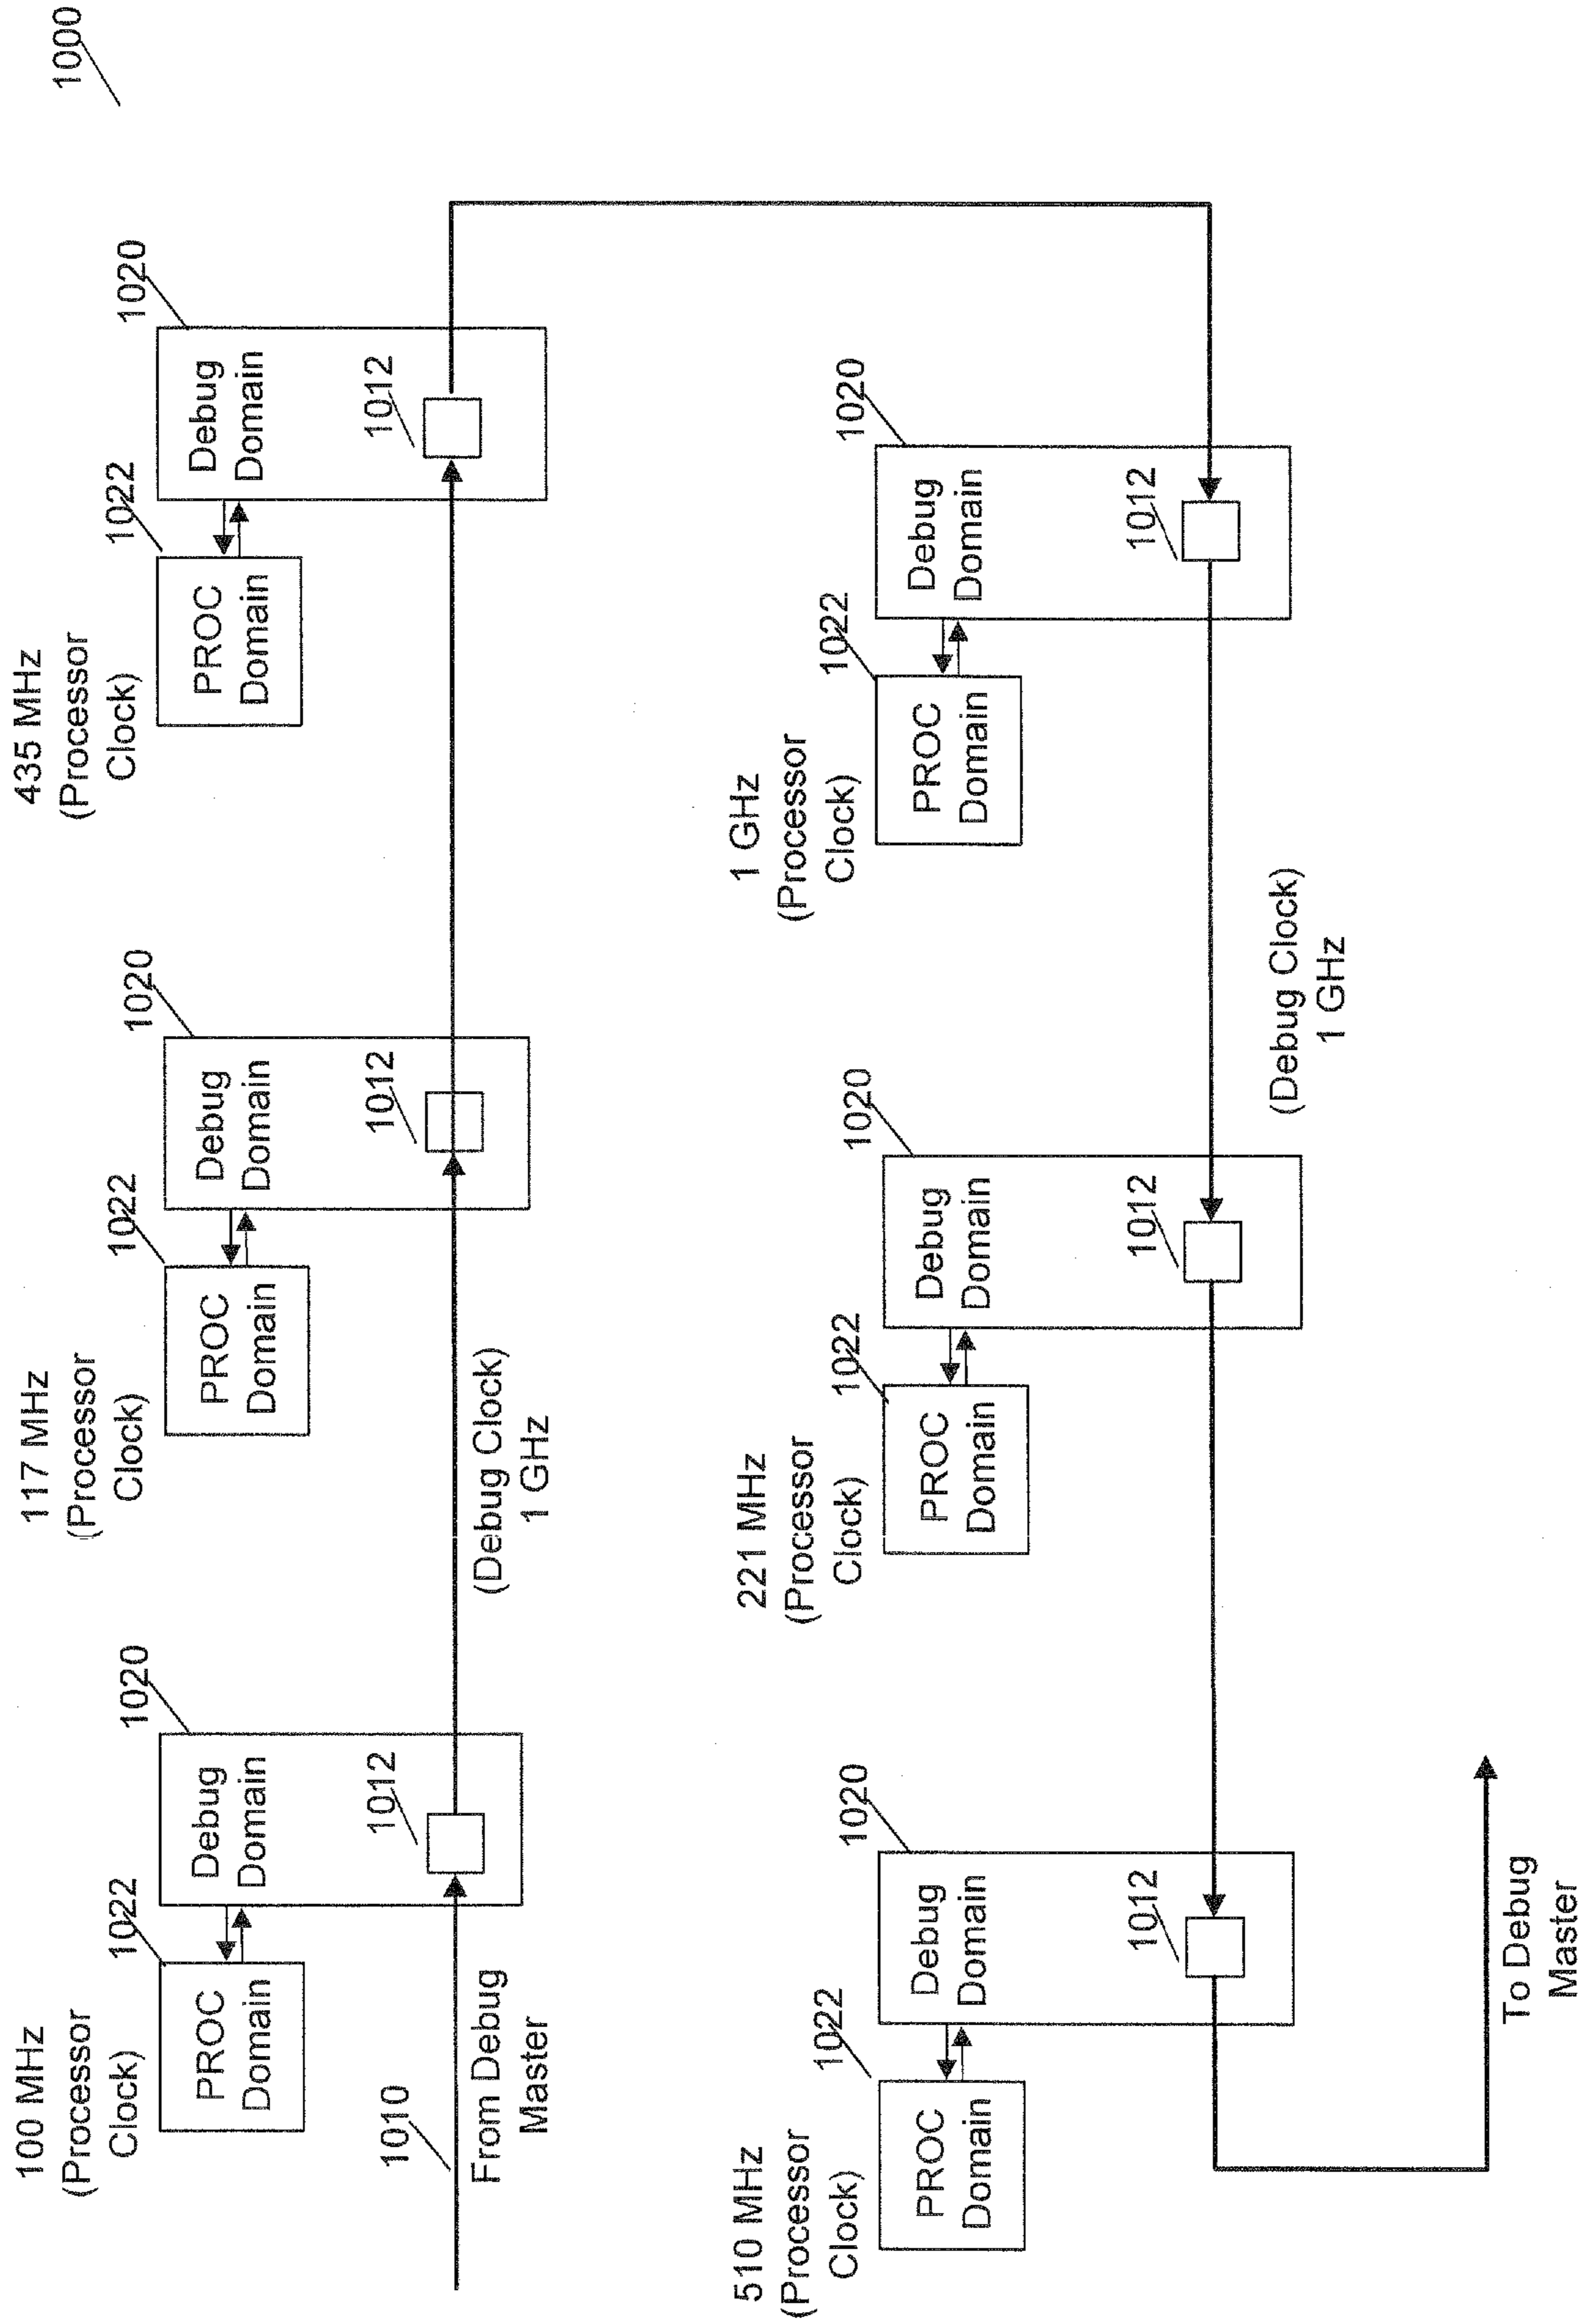 1000
435 MHz
(Processor
Clock)
1022
PROC
Domain
1020
Debug
Domain
1012
117 MHz
(Processor
Clock)
1022
PROC
Domain
1020
Debug
Domain
1012
100 MHz
(Processor
Clock)
1022
PROC
Domain
1020
Debug
Domain
1012
1010
From Debug
Master
(Debug Clock)
1 GHz
1 GHz
(Processor
Clock)
1022
PROC
Domain
1020
Debug
Domain
1012
221 MHz
(Processor
Clock)
1022
PROC
Domain
1020
Debug
Domain
1012
510 MHz
(Processor
Clock)
1022
PROC
Domain
1020
Debug
Domain
1012
(Debug Clock)
1 GHz
To Debug
Master